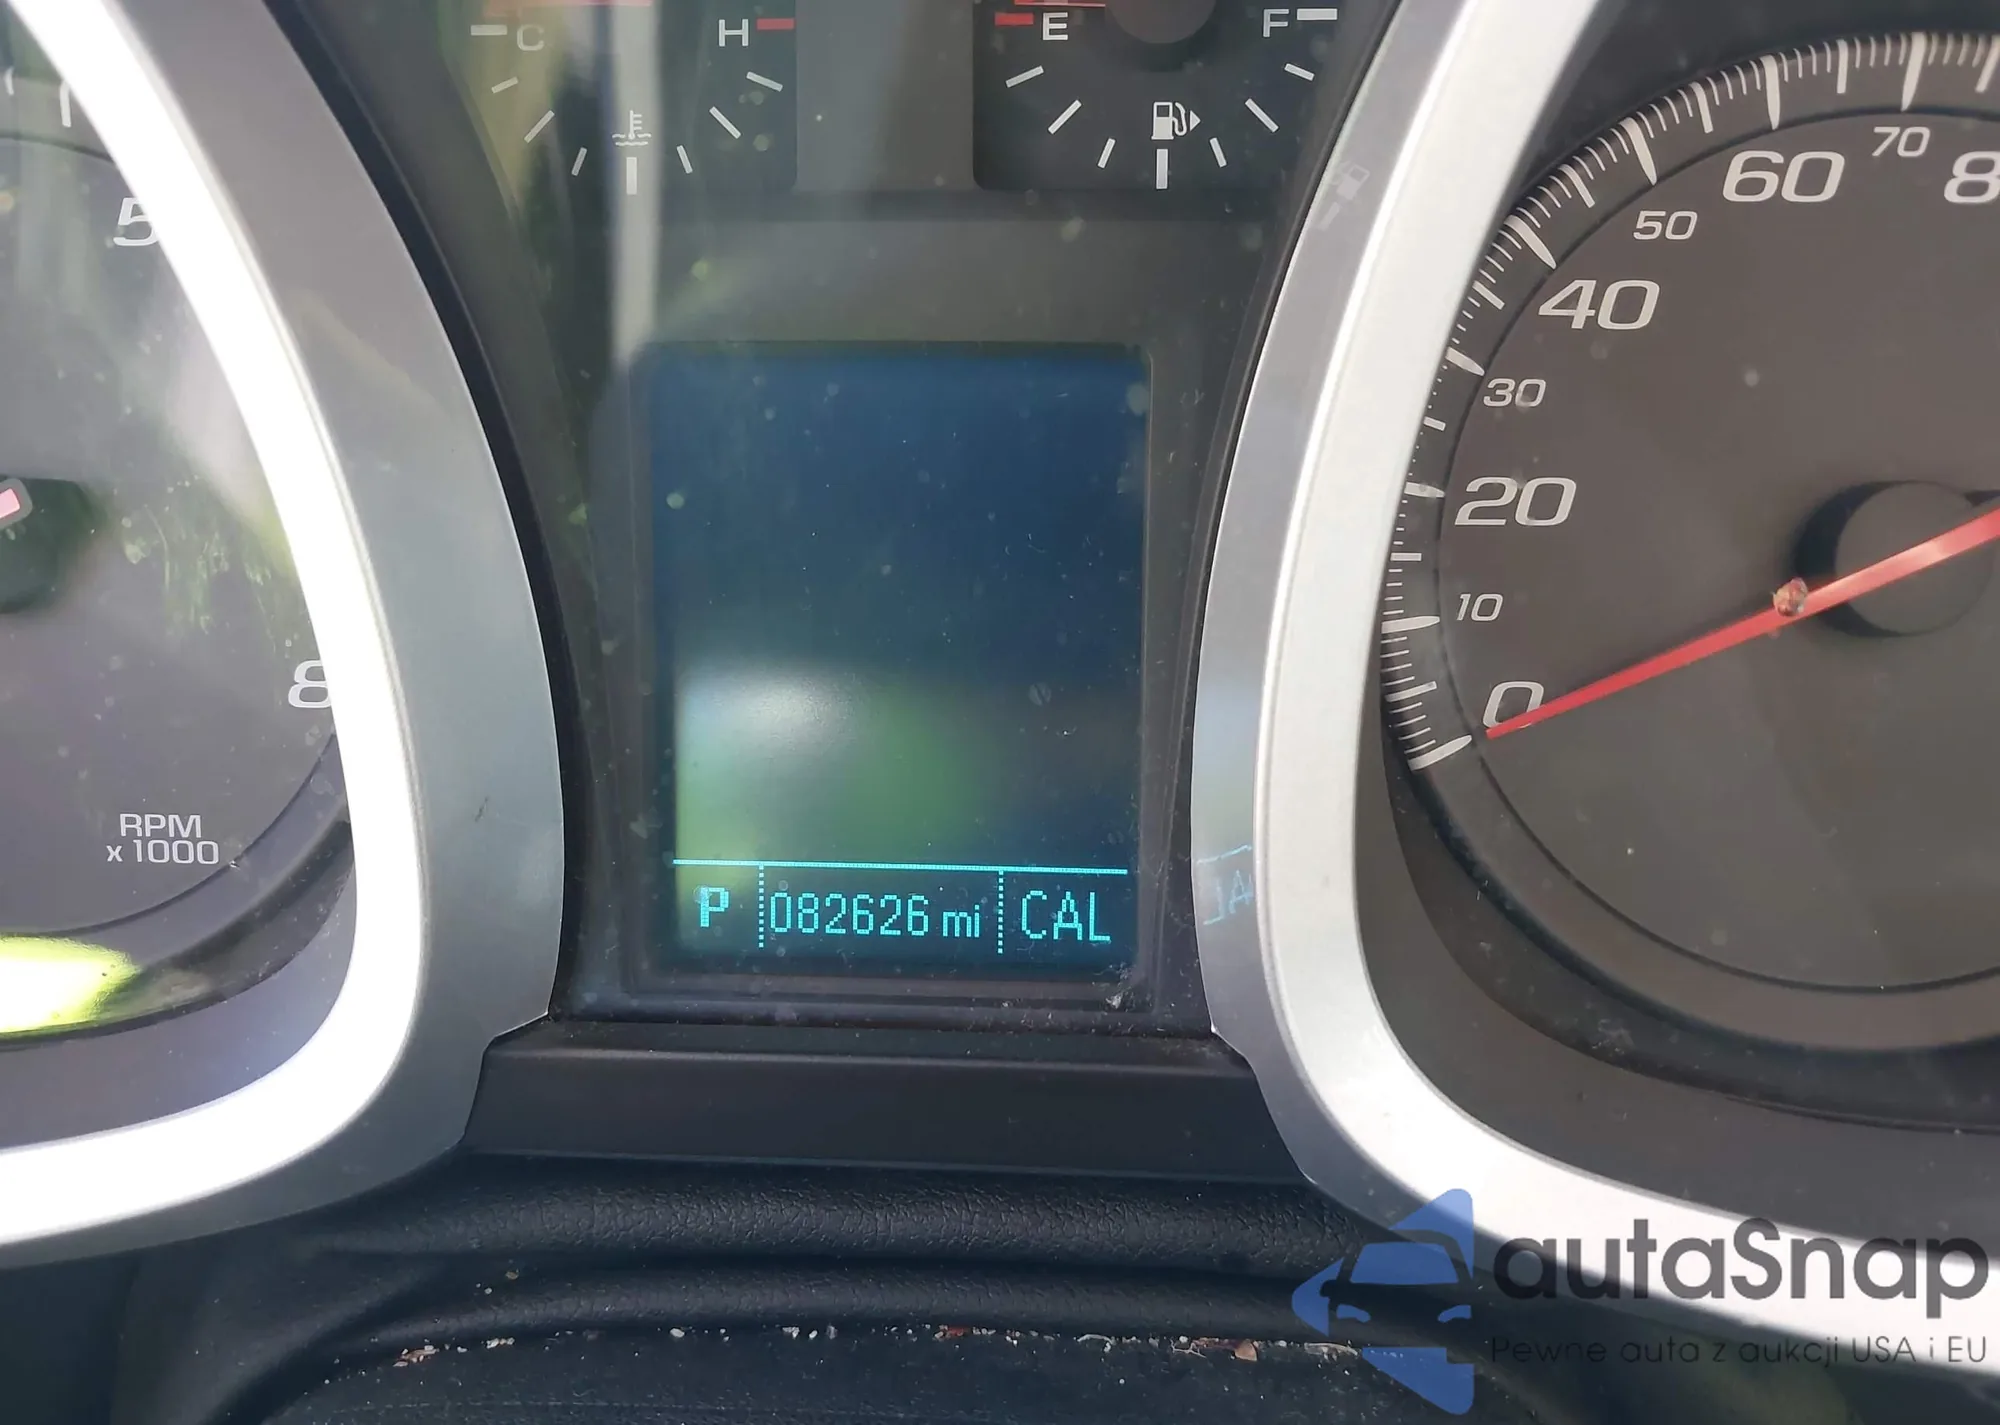 C H E F
5
8
RPM
x 1000
0 10 20 30 40 50 60 70 8
P 082626 mi CAL
autaSnap
Pewne auta z aukcji USA i EU